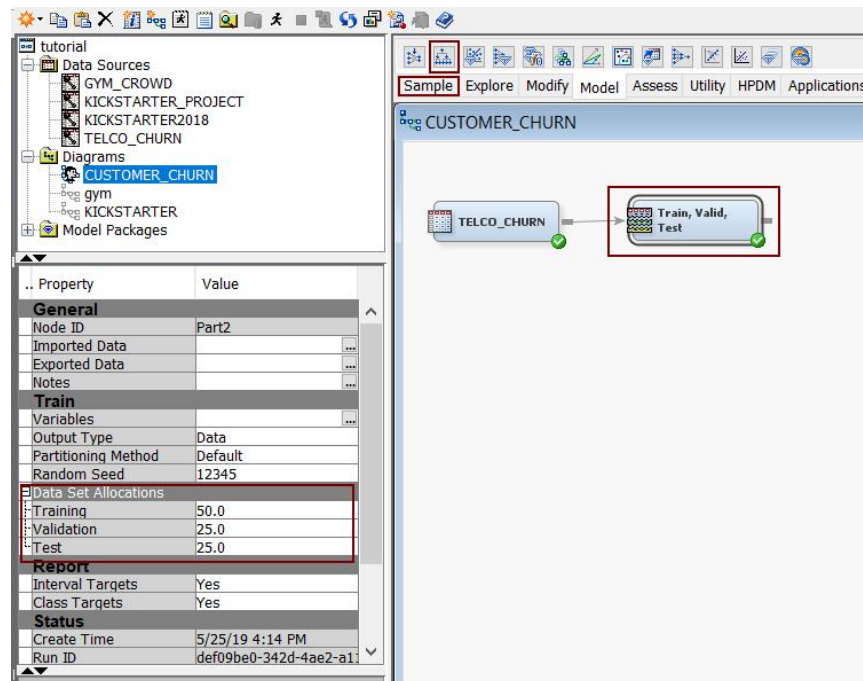 tutorial
Data Sources
GYM_CROWD
KICKSTARTER_PROJECT
KICKSTARTER2018
TELCO_CHURN
Diagrams
CUSTOMER_CHURN
gym
KICKSTARTER
Model Packages
.. Property Value
General
Node ID Part2
Imported Data ...
Exported Data ...
Notes ...
Train
Variables ...
Output Type Data
Partitioning Method Default
Random Seed 12345
Data Set Allocations
Training 50.0
Validation 25.0
Test 25.0
Report
Interval Targets Yes
Class Targets Yes
Status
Create Time 5/25/19 4:14 PM
Run ID def09be0-342d-4ae2-a11
Sample Explore Modify Model Assess Utility HPDM Applications
CUSTOMER_CHURN
TELCO_CHURN
Train, Valid,
Test